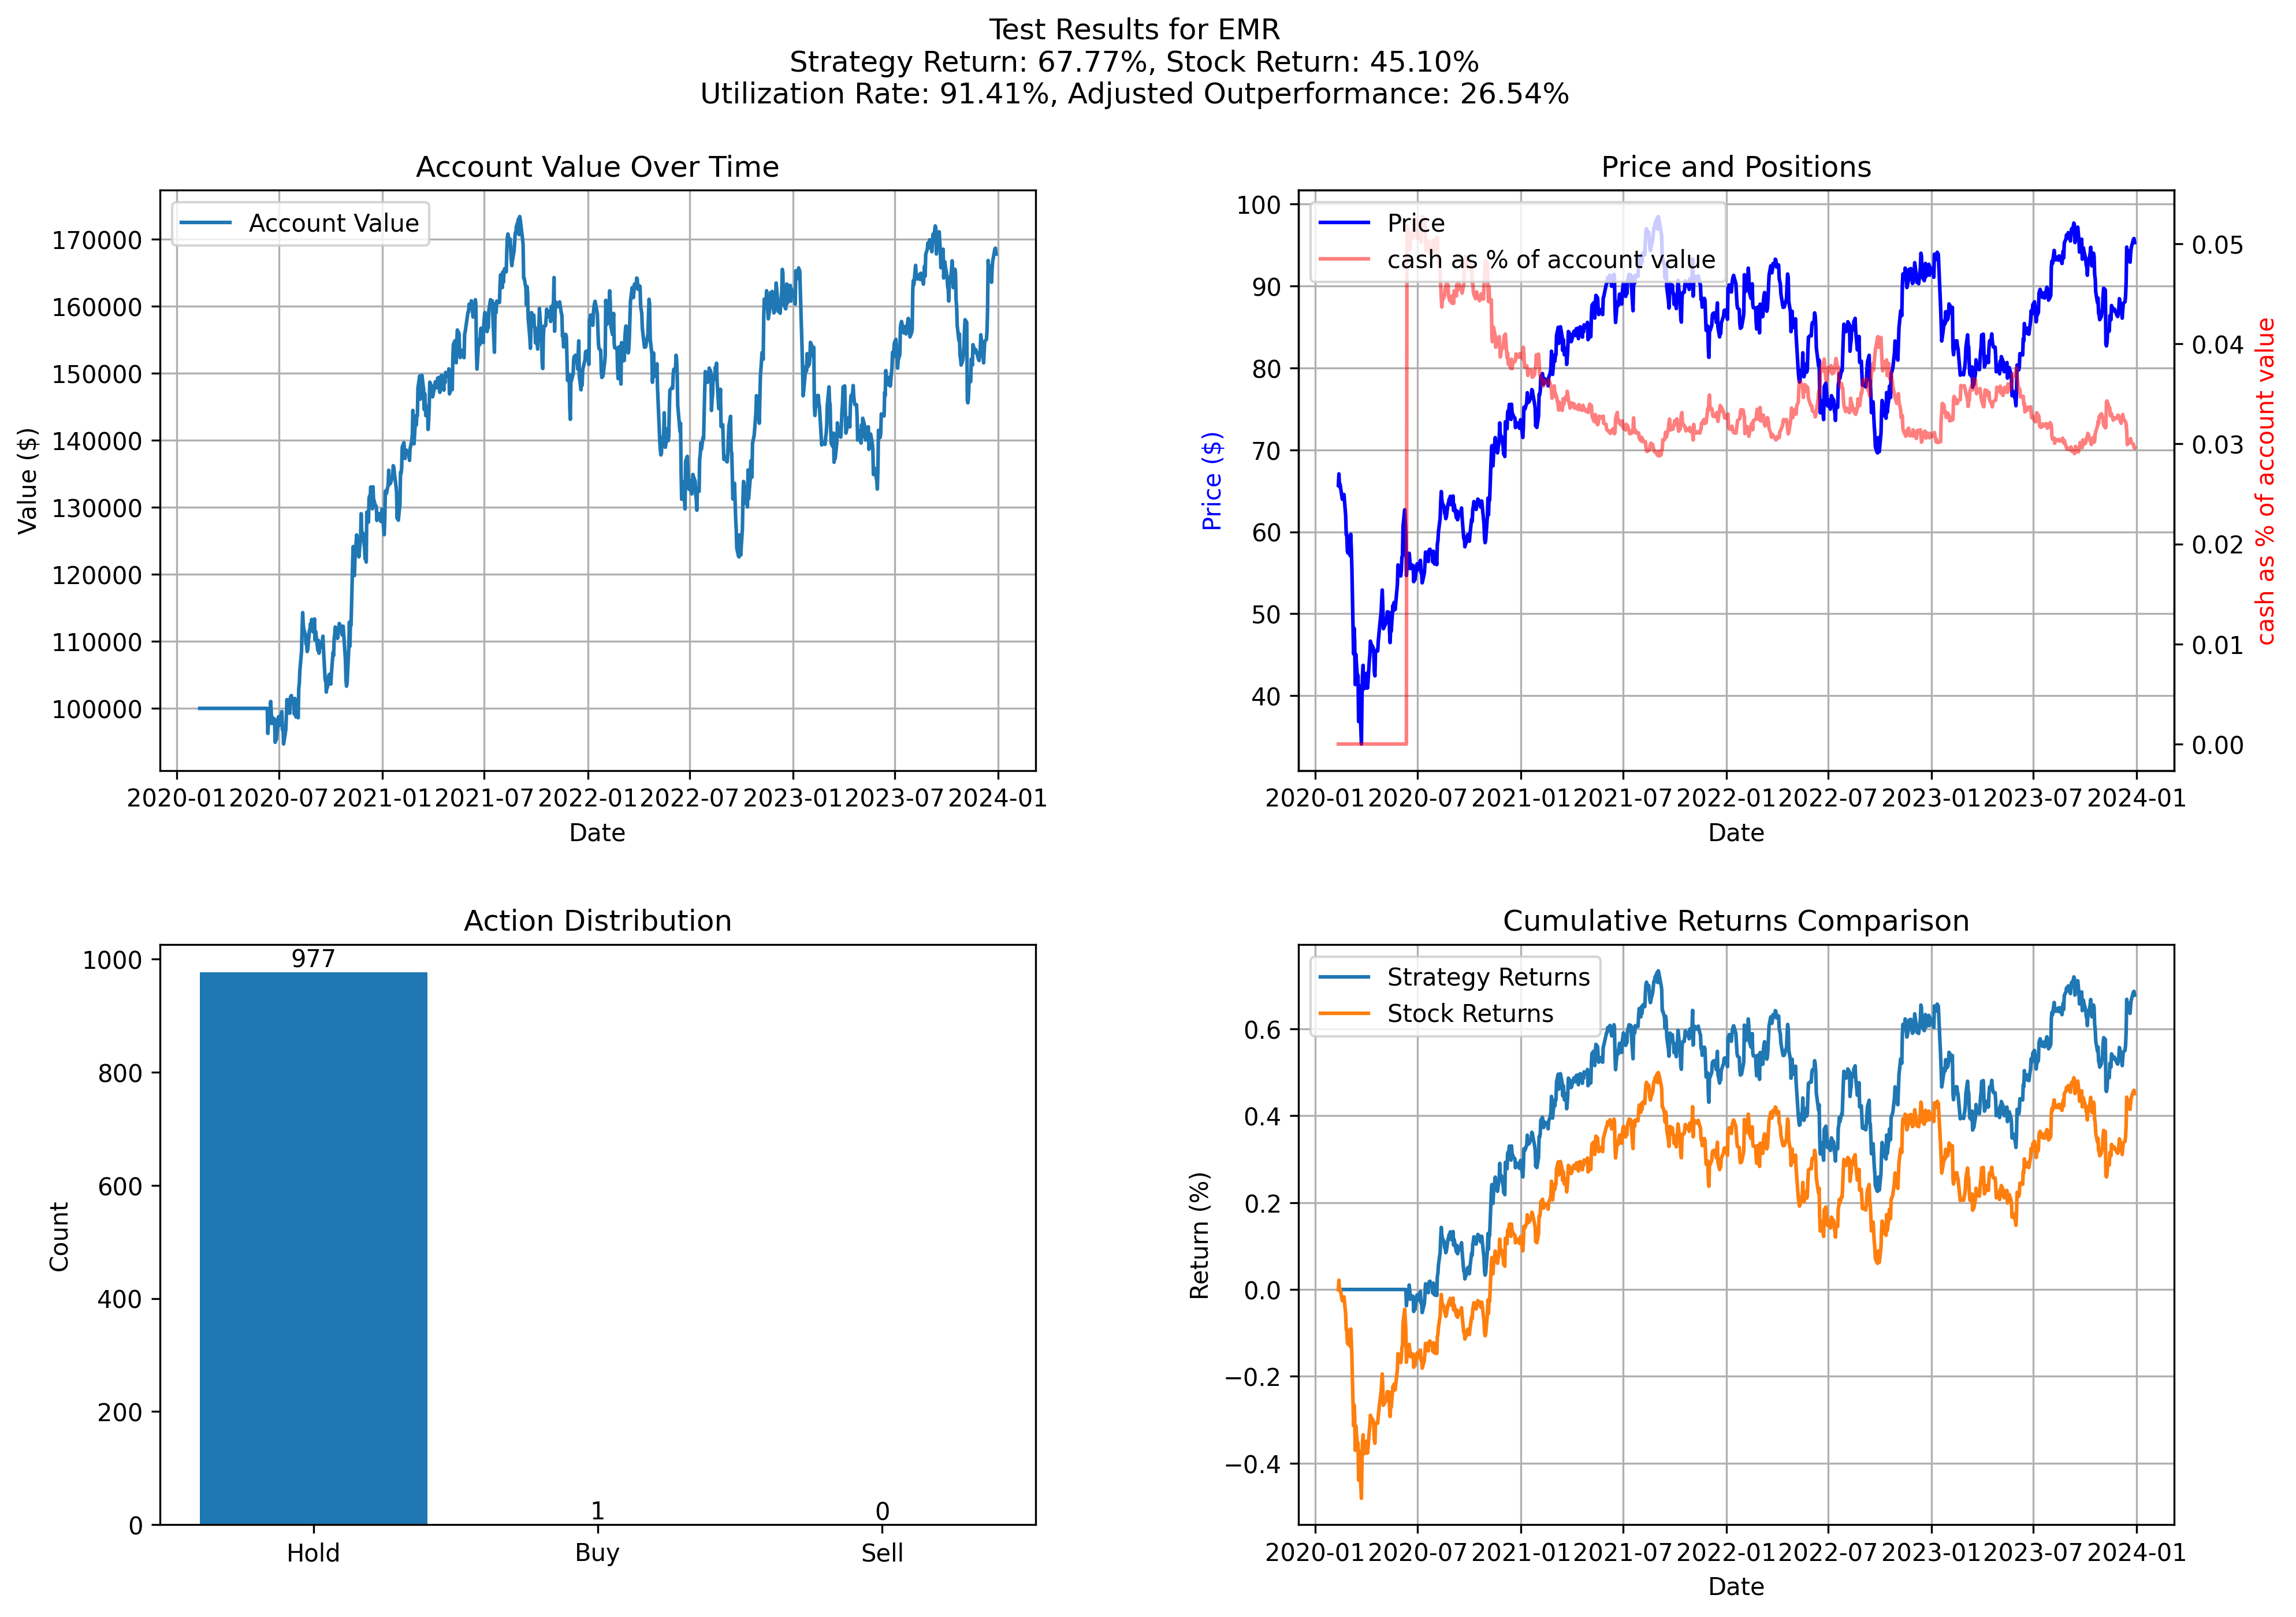 Test Results for EMR
Strategy Return: 67.77%, Stock Return: 45.10%
Utilization Rate: 91.41%, Adjusted Outperformance: 26.54%
Account Value Over Time
Account Value
Value ($)
170000
160000
150000
140000
130000
120000
110000
100000
2020-01 2020-07 2021-01 2021-07 2022-01 2022-07 2023-01 2023-07 2024-01
Date
Price and Positions
Price
cash as % of account value
Price ($)
100
90
80
70
60
50
40
0.05
0.04
0.03
0.02
0.01
0.00
cash as % of account value
2020-01 2020-07 2021-01 2021-07 2022-01 2022-07 2023-01 2023-07 2024-01
Date
Action Distribution
Count
1000
800
600
400
200
0
977
1
0
Hold Buy Sell
Cumulative Returns Comparison
Strategy Returns
Stock Returns
Return (%)
0.6
0.4
0.2
0.0
−0.2
−0.4
2020-01 2020-07 2021-01 2021-07 2022-01 2022-07 2023-01 2023-07 2024-01
Date